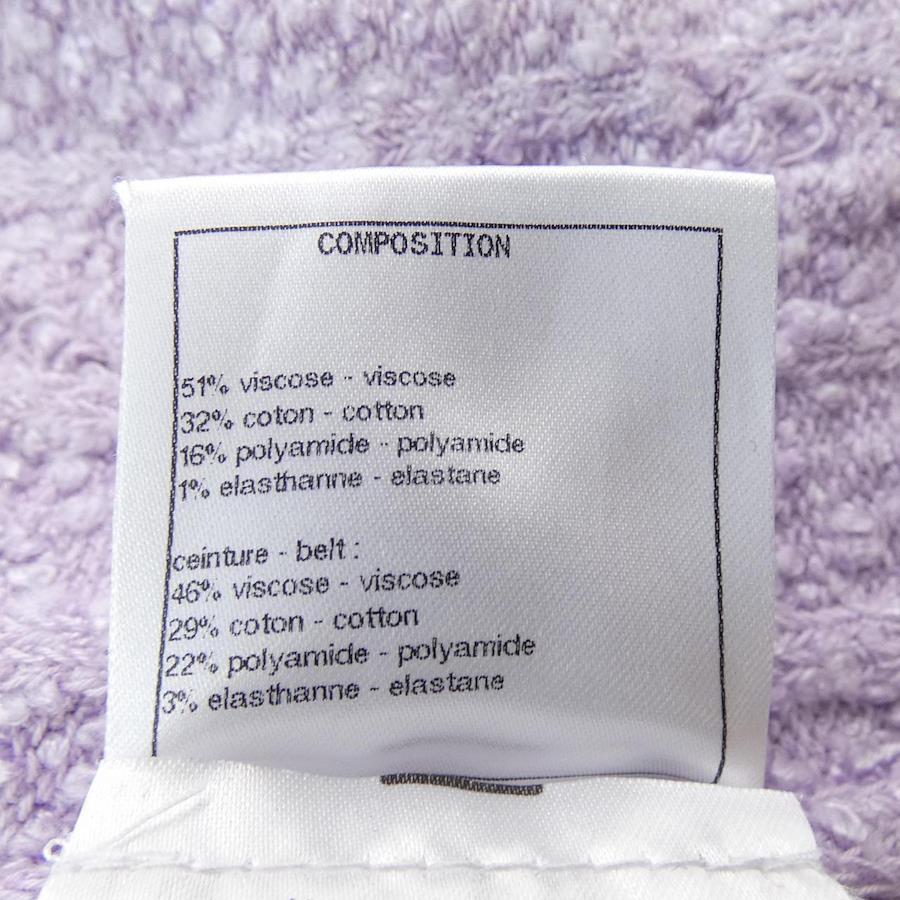 COMPOSITION
51% viscose - viscose
32% coton - cotton
16% polyamide - polyamide
1% elasthanne - elastane
ceinture - belt :
46% viscose - viscose
29% coton - cotton
22% polyamide - polyamide
3% elasthanne - elastane